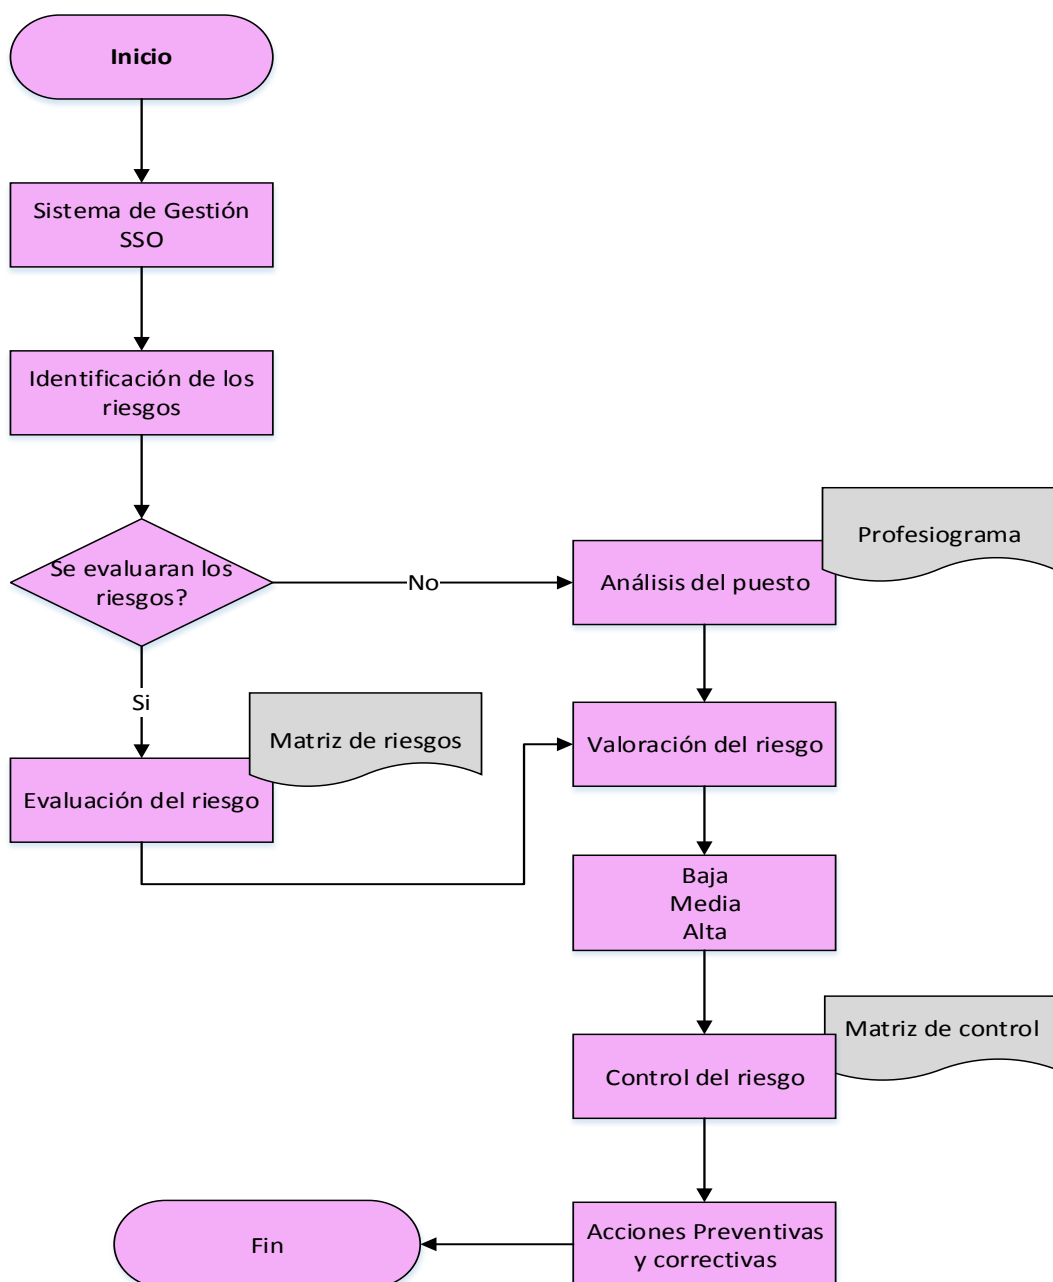 Inicio
Sistema de Gestión
SSO
Identificación de los
riesgos
Se evaluaran los
riesgos?
No
Análisis del puesto
Profesiograma
Si
Matriz de riesgos
Evaluación del riesgo
Valoración del riesgo
Baja
Media
Alta
Matriz de control
Control del riesgo
Acciones Preventivas
y correctivas
Fin